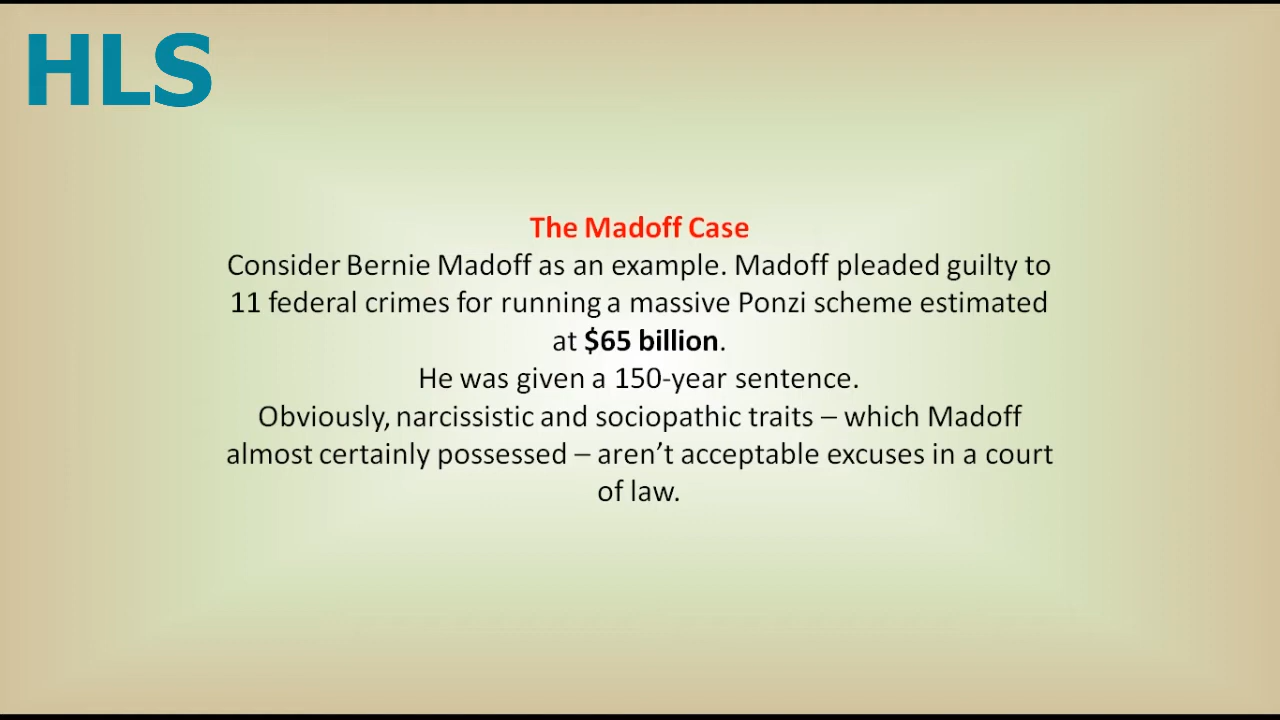 HLS
The Madoff Case
Consider Bernie Madoff as an example. Madoff pleaded guilty to
11 federal crimes for running a massive Ponzi scheme estimated
at $65 billion.
He was given a 150-year sentence.
Obviously, narcissistic and sociopathic traits – which Madoff
almost certainly possessed – aren’t acceptable excuses in a court
of law.